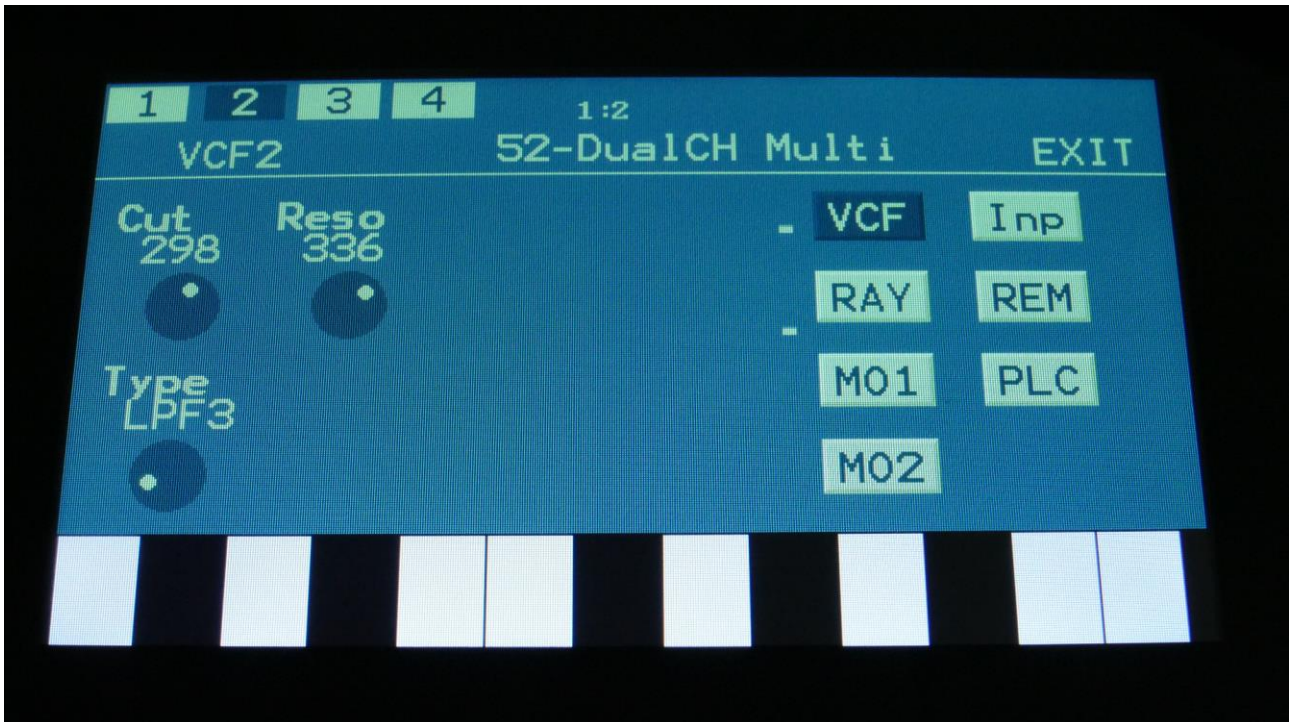 1 2 3 4 1:2
VCF2 52-DualCH Multi EXIT
Cut Reso - VCF Inp
298 336
- RAY REM
Type MO1 PLC
LPF3
MO2